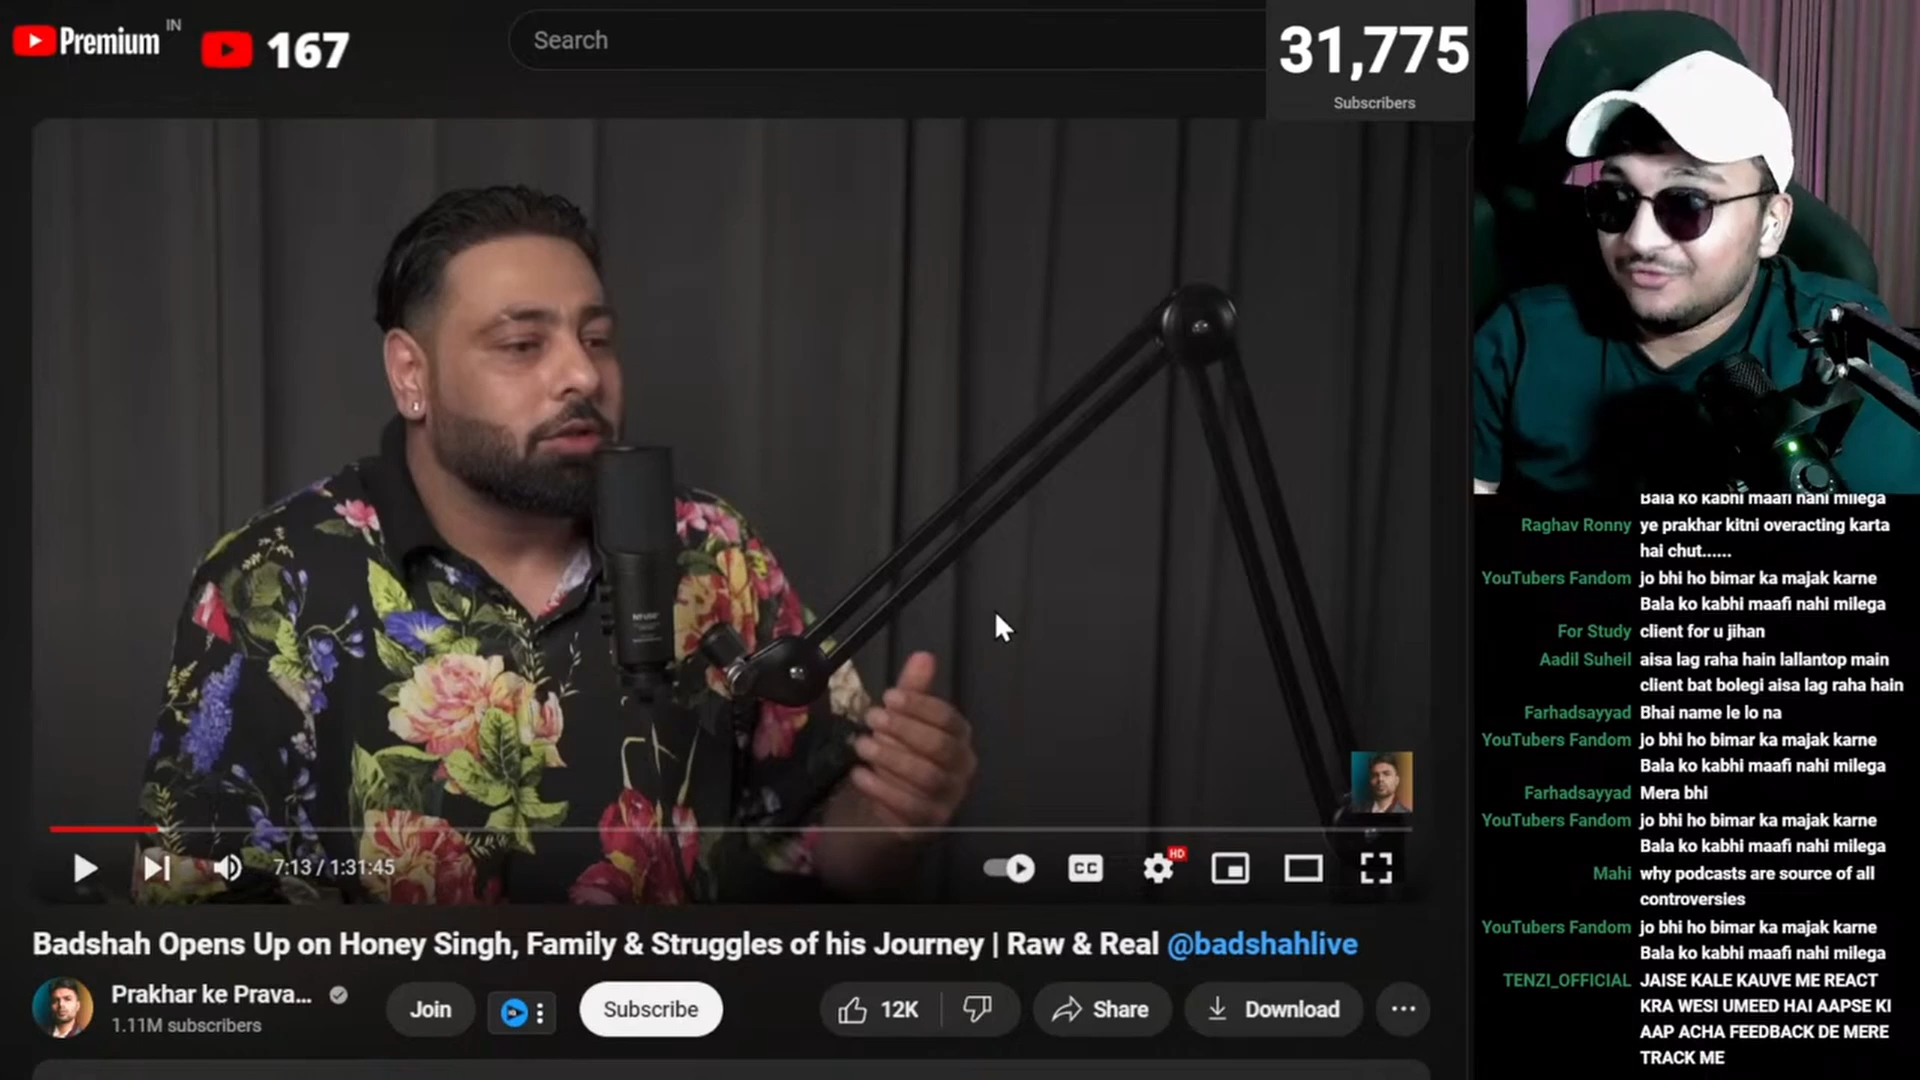 Premium IN
167
Search
31,775
Subscribers
Bala ko kabhi maafi nahi milega
Raghav Ronny ye prakhar kitni overacting karta
hai chut......
YouTubers Fandom jo bhi ho bimar ka majak karne
Bala ko kabhi maafi nahi milega
For Study client for u jihan
Aadil Suheil aisa lag raha hain lallantop main
client bat bolegi aisa lag raha hain
Farhadsayyad Bhai name le lo na
YouTubers Fandom jo bhi ho bimar ka majak karne
Bala ko kabhi maafi nahi milega
Farhadsayyad Mera bhi
YouTubers Fandom jo bhi ho bimar ka majak karne
Bala ko kabhi maafi nahi milega
Mahi why podcasts are source of all
controversies
YouTubers Fandom jo bhi ho bimar ka majak karne
Bala ko kabhi maafi nahi milega
TENZI_OFFICIAL JAISE KALE KAUVE ME REACT
KRA WESI UMEED HAI AAPSE KI
AAP ACHA FEEDBACK DE MERE
TRACK ME
7:13 / 1:31:45
CC
HD
Badshah Opens Up on Honey Singh, Family & Struggles of his Journey | Raw & Real @badshahlive
Prakhar ke Prava...
1.11M subscribers
Join
Subscribe
12K
Share
Download